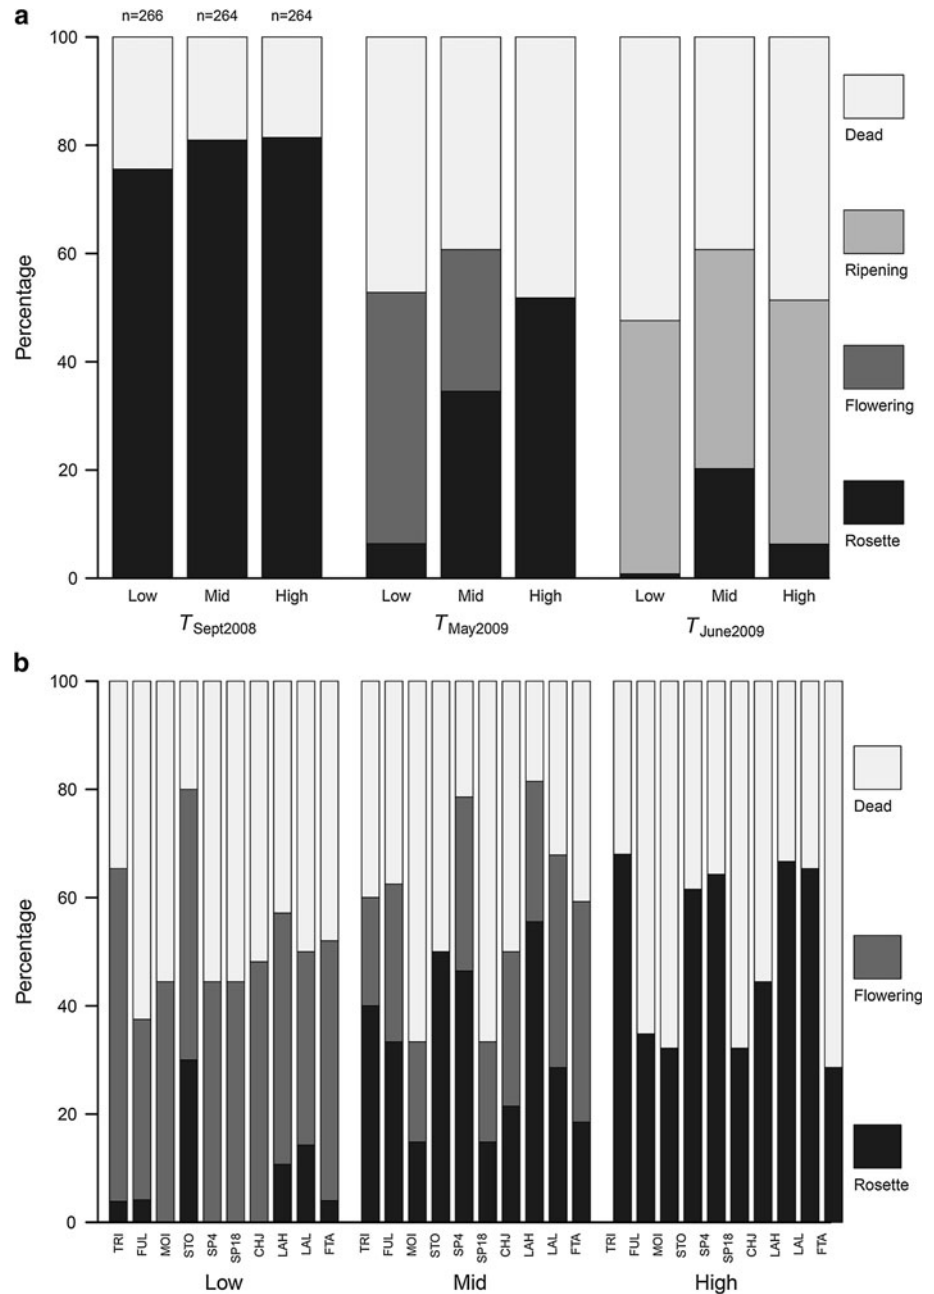 a
n=266 n=264 n=264
100
80
60
40
20
0
Percentage
Dead
Ripening
Flowering
Rosette
Low Mid High Low Mid High Low Mid High
TSept2008 TMay2009 TJune2009
b
100
80
60
40
20
0
Percentage
Dead
Flowering
Rosette
TRI FUL MOI STO SP4 SP18 CHJ LAH LAL FTA TRI FUL MOI STO SP4 SP18 CHJ LAH LAL FTA TRI FUL MOI STO SP4 SP18 CHJ LAH LAL FTA
Low Mid High